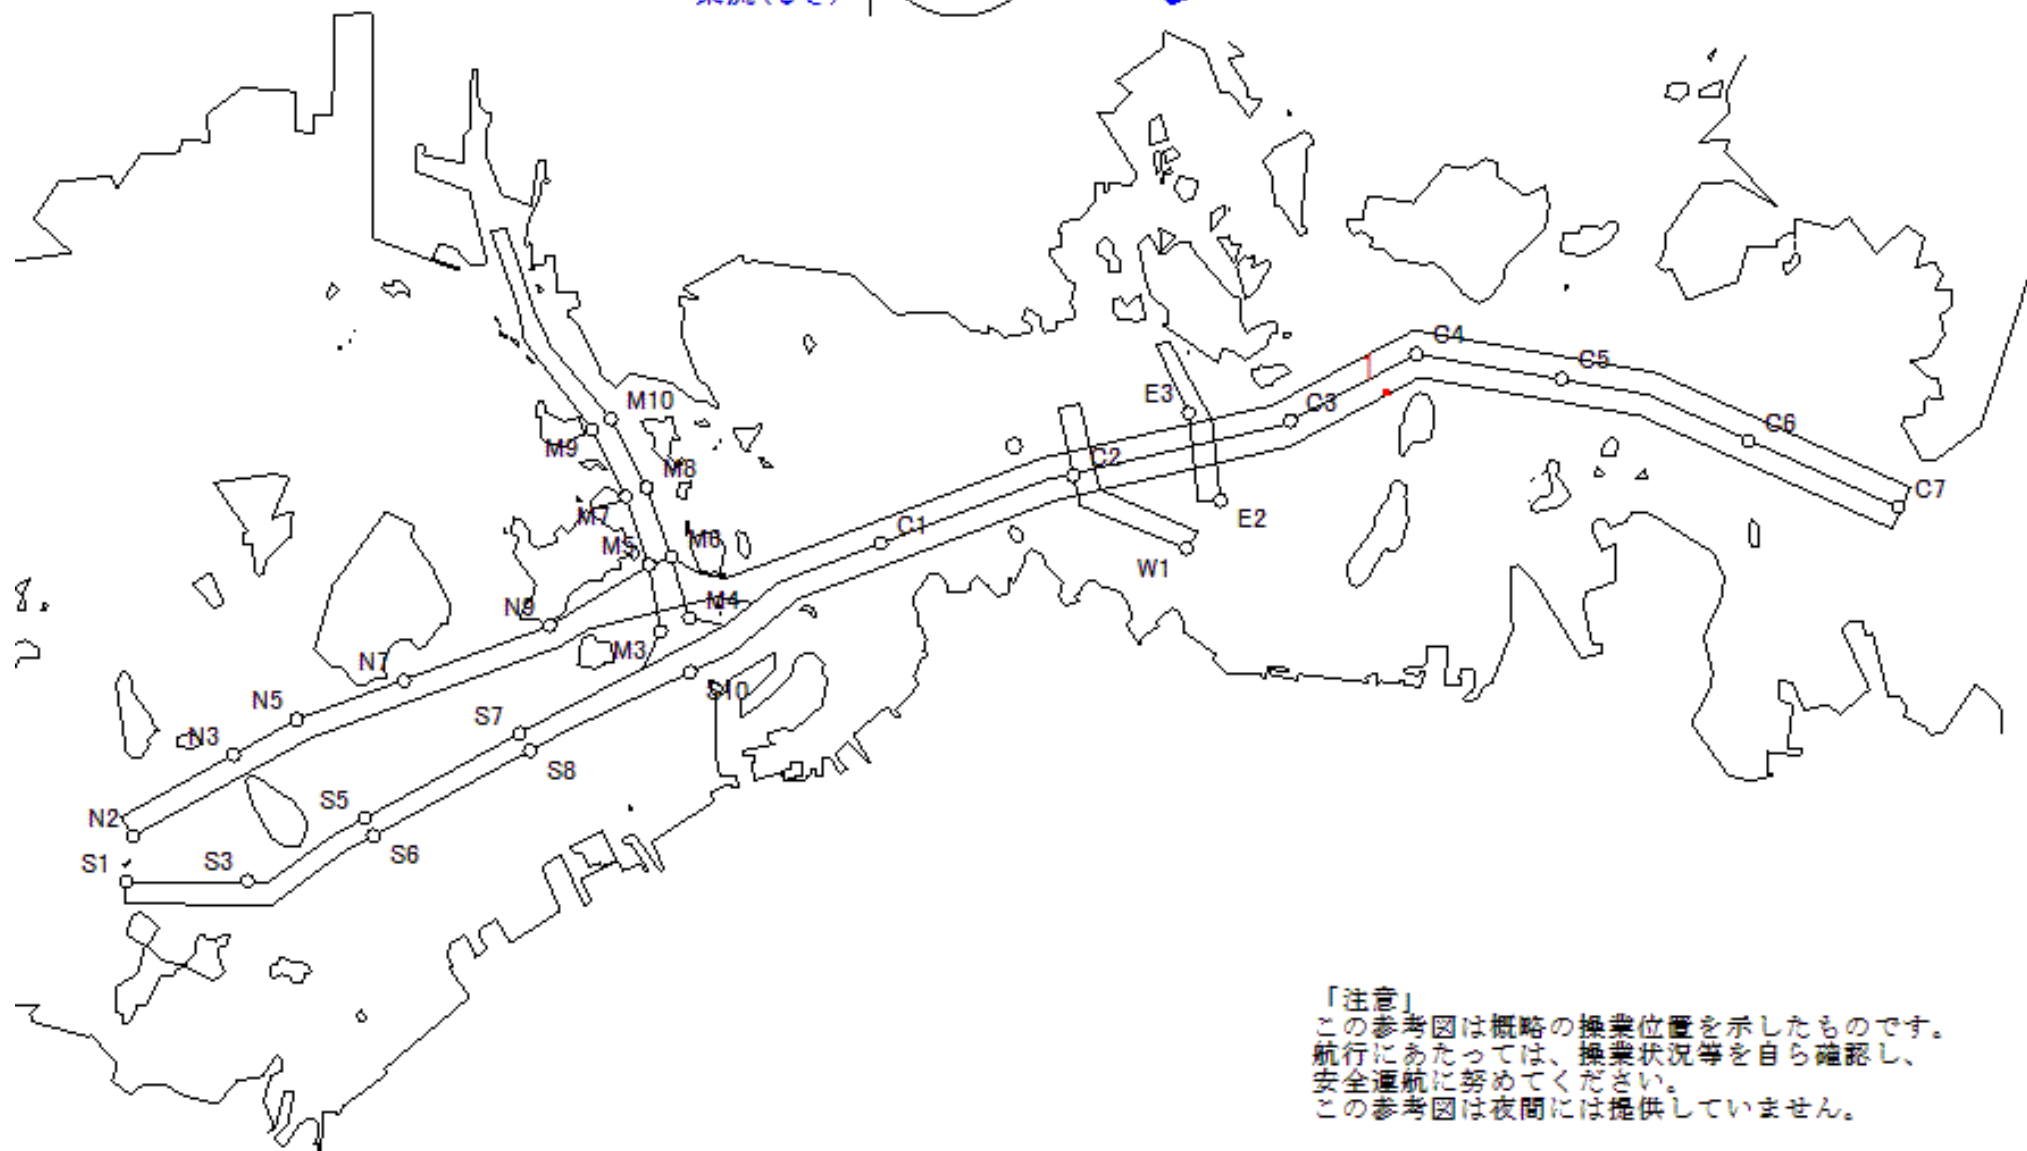 C4
C5
E3
M10
C3
C6
M9
M8
C2
C7
M7
E2
C1
M5
M6
W1
N9
M4
M3
N7
S10
N5
S7
N3
S8
S5
N2
S6
S1
S3
「注意」
この参考図は概略の操業位置を示したものです。
航行にあたっては、操業状況等を自ら確認し、
安全運航に努めてください。
この参考図は夜間には提供していません。